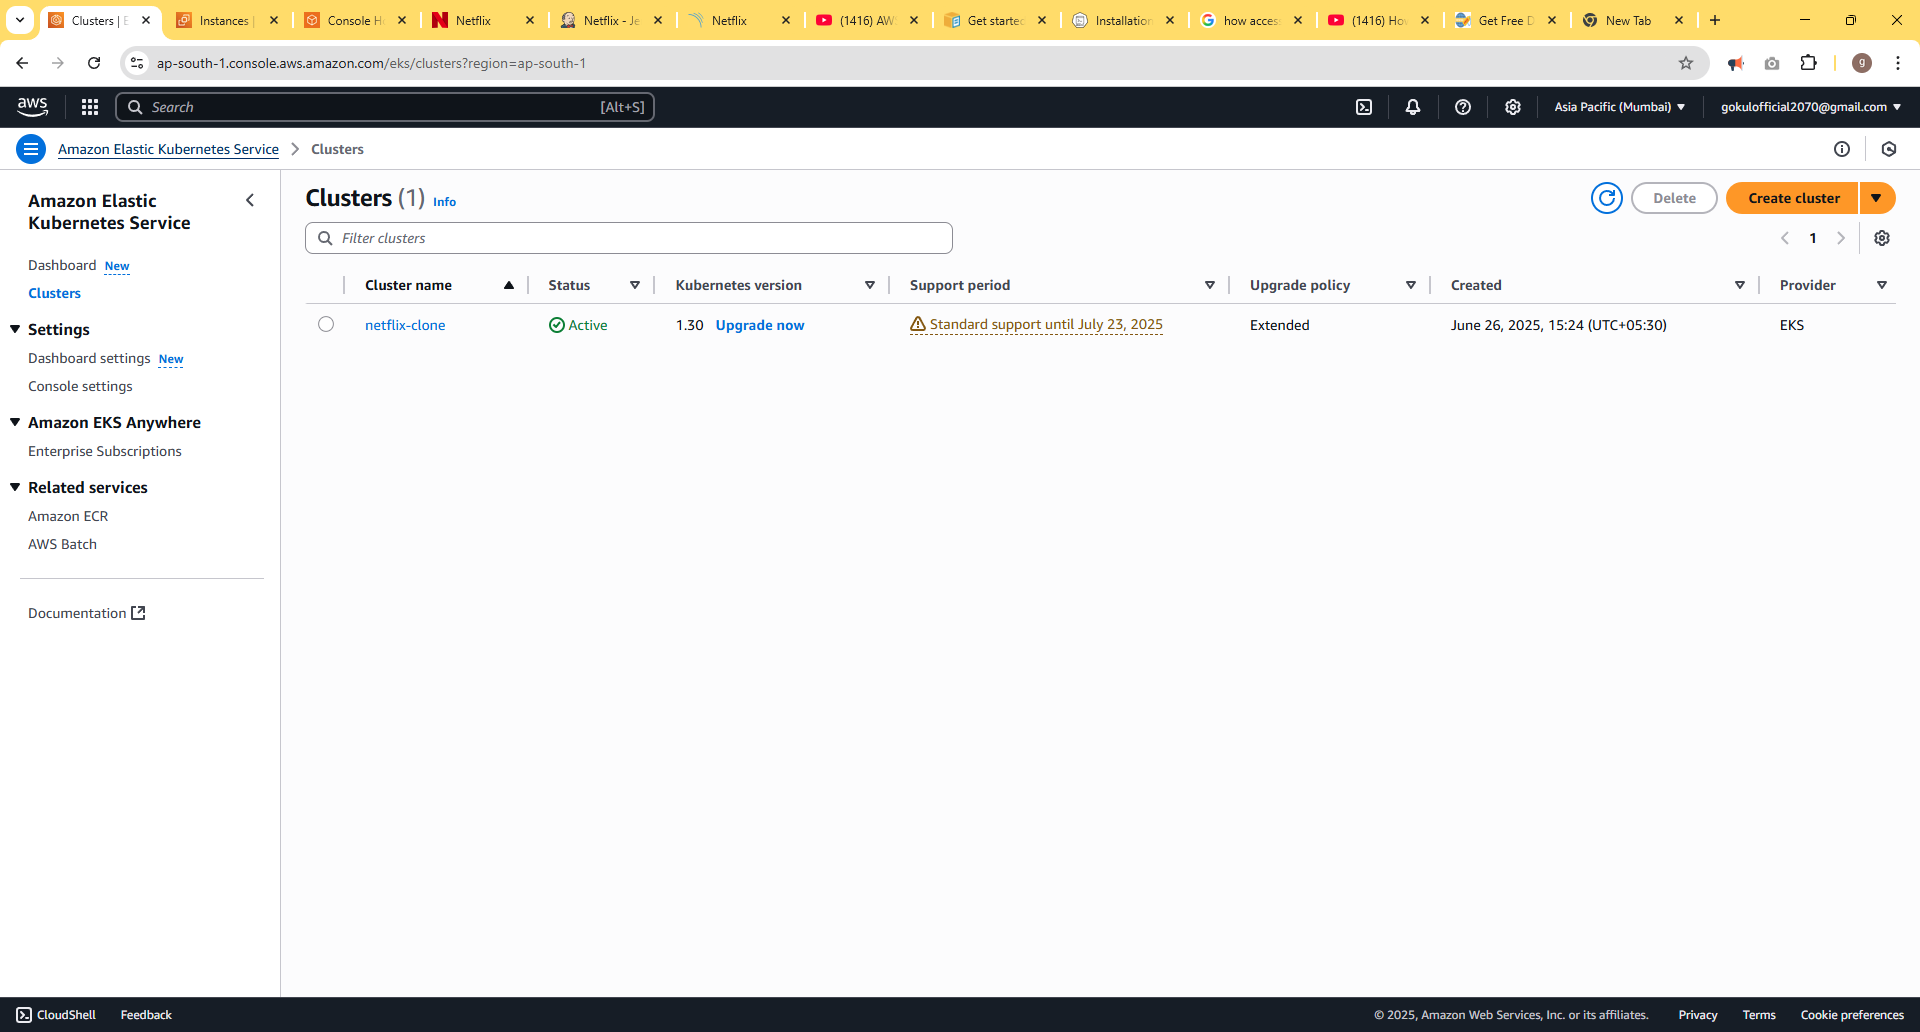 Clusters | E
Instances |
Console H
Netflix
Netflix - Je
Netflix
(1416) AW
Get started
Installation
how acces
(1416) Ho
Get Free D
New Tab
ap-south-1.console.aws.amazon.com/eks/clusters?region=ap-south-1
g
aws
Search
[Alt+S]
Asia Pacific (Mumbai)
gokulofficial2070@gmail.com
Amazon Elastic Kubernetes Service
Clusters
Amazon Elastic
Kubernetes Service
Dashboard New
Clusters
Settings
Dashboard settings New
Console settings
Amazon EKS Anywhere
Enterprise Subscriptions
Related services
Amazon ECR
AWS Batch
Documentation
Clusters (1) Info
Delete
Create cluster
Filter clusters
1
Cluster name Status Kubernetes version Support period Upgrade policy Created Provider
netflix-clone Active 1.30 Upgrade now Standard support until July 23, 2025 Extended June 26, 2025, 15:24 (UTC+05:30) EKS
CloudShell Feedback © 2025, Amazon Web Services, Inc. or its affiliates. Privacy Terms Cookie preferences